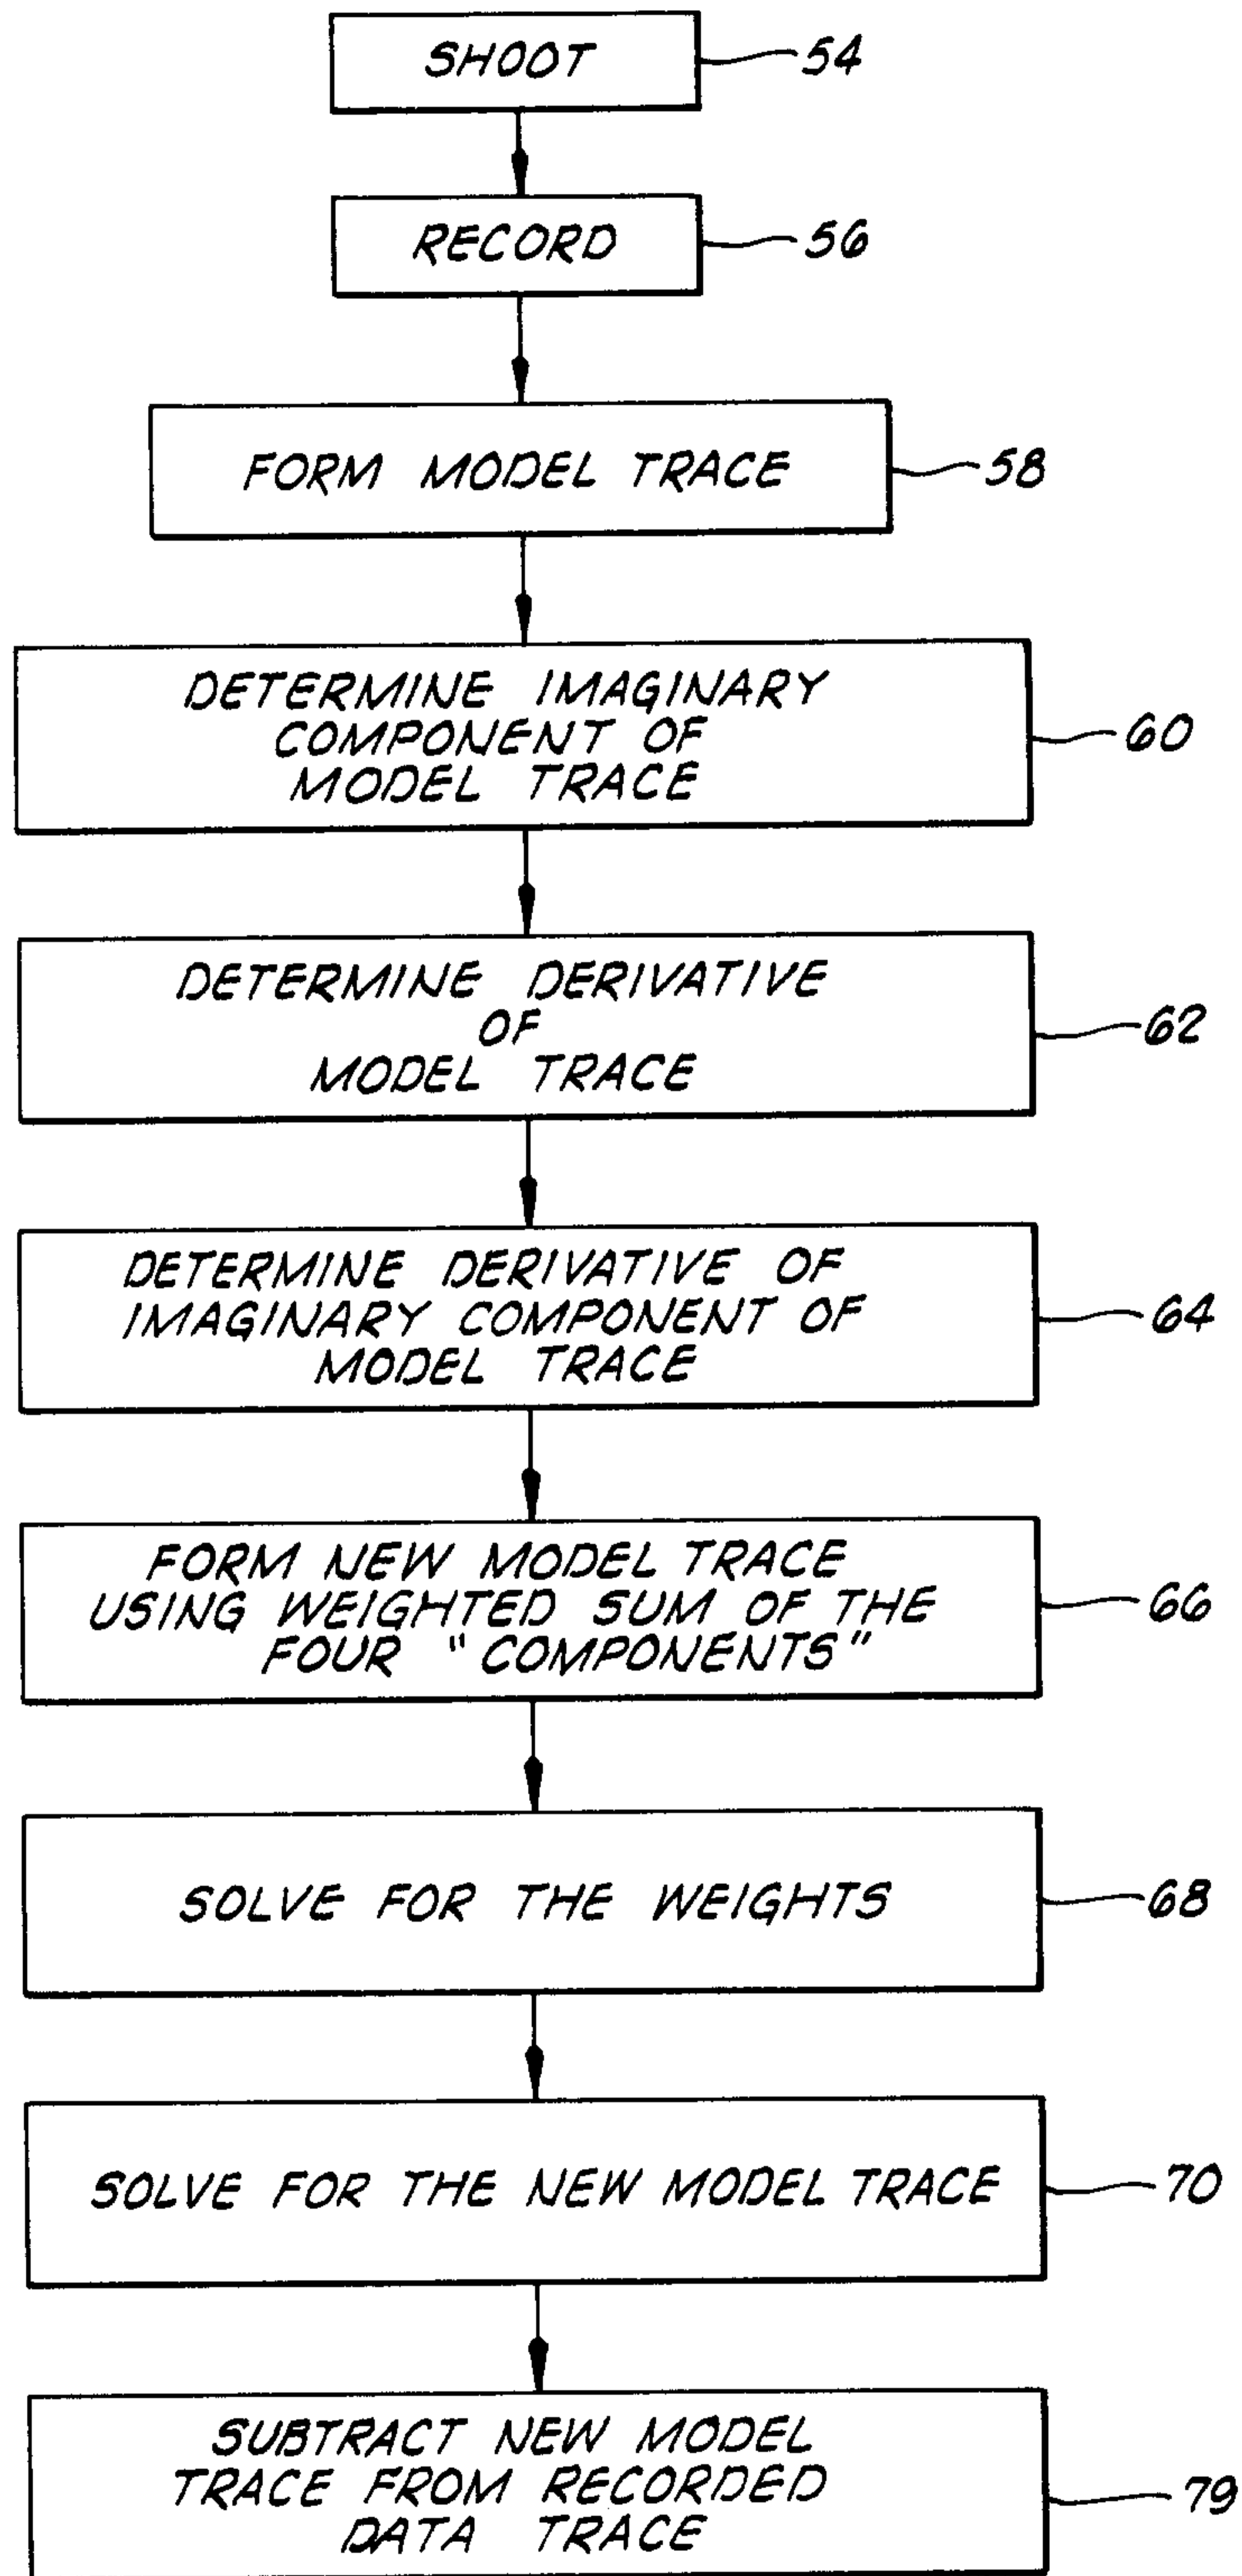 SHOOT
54
RECORD
56
FORM MODEL TRACE
58
DETERMINE IMAGINARY
COMPONENT OF
MODEL TRACE
60
DETERMINE DERIVATIVE
OF
MODEL TRACE
62
DETERMINE DERIVATIVE OF
IMAGINARY COMPONENT OF
MODEL TRACE
64
FORM NEW MODEL TRACE
USING WEIGHTED SUM OF THE
FOUR "COMPONENTS"
66
SOLVE FOR THE WEIGHTS
68
SOLVE FOR THE NEW MODEL TRACE
70
SUBTRACT NEW MODEL
TRACE FROM RECORDED
DATA TRACE
79